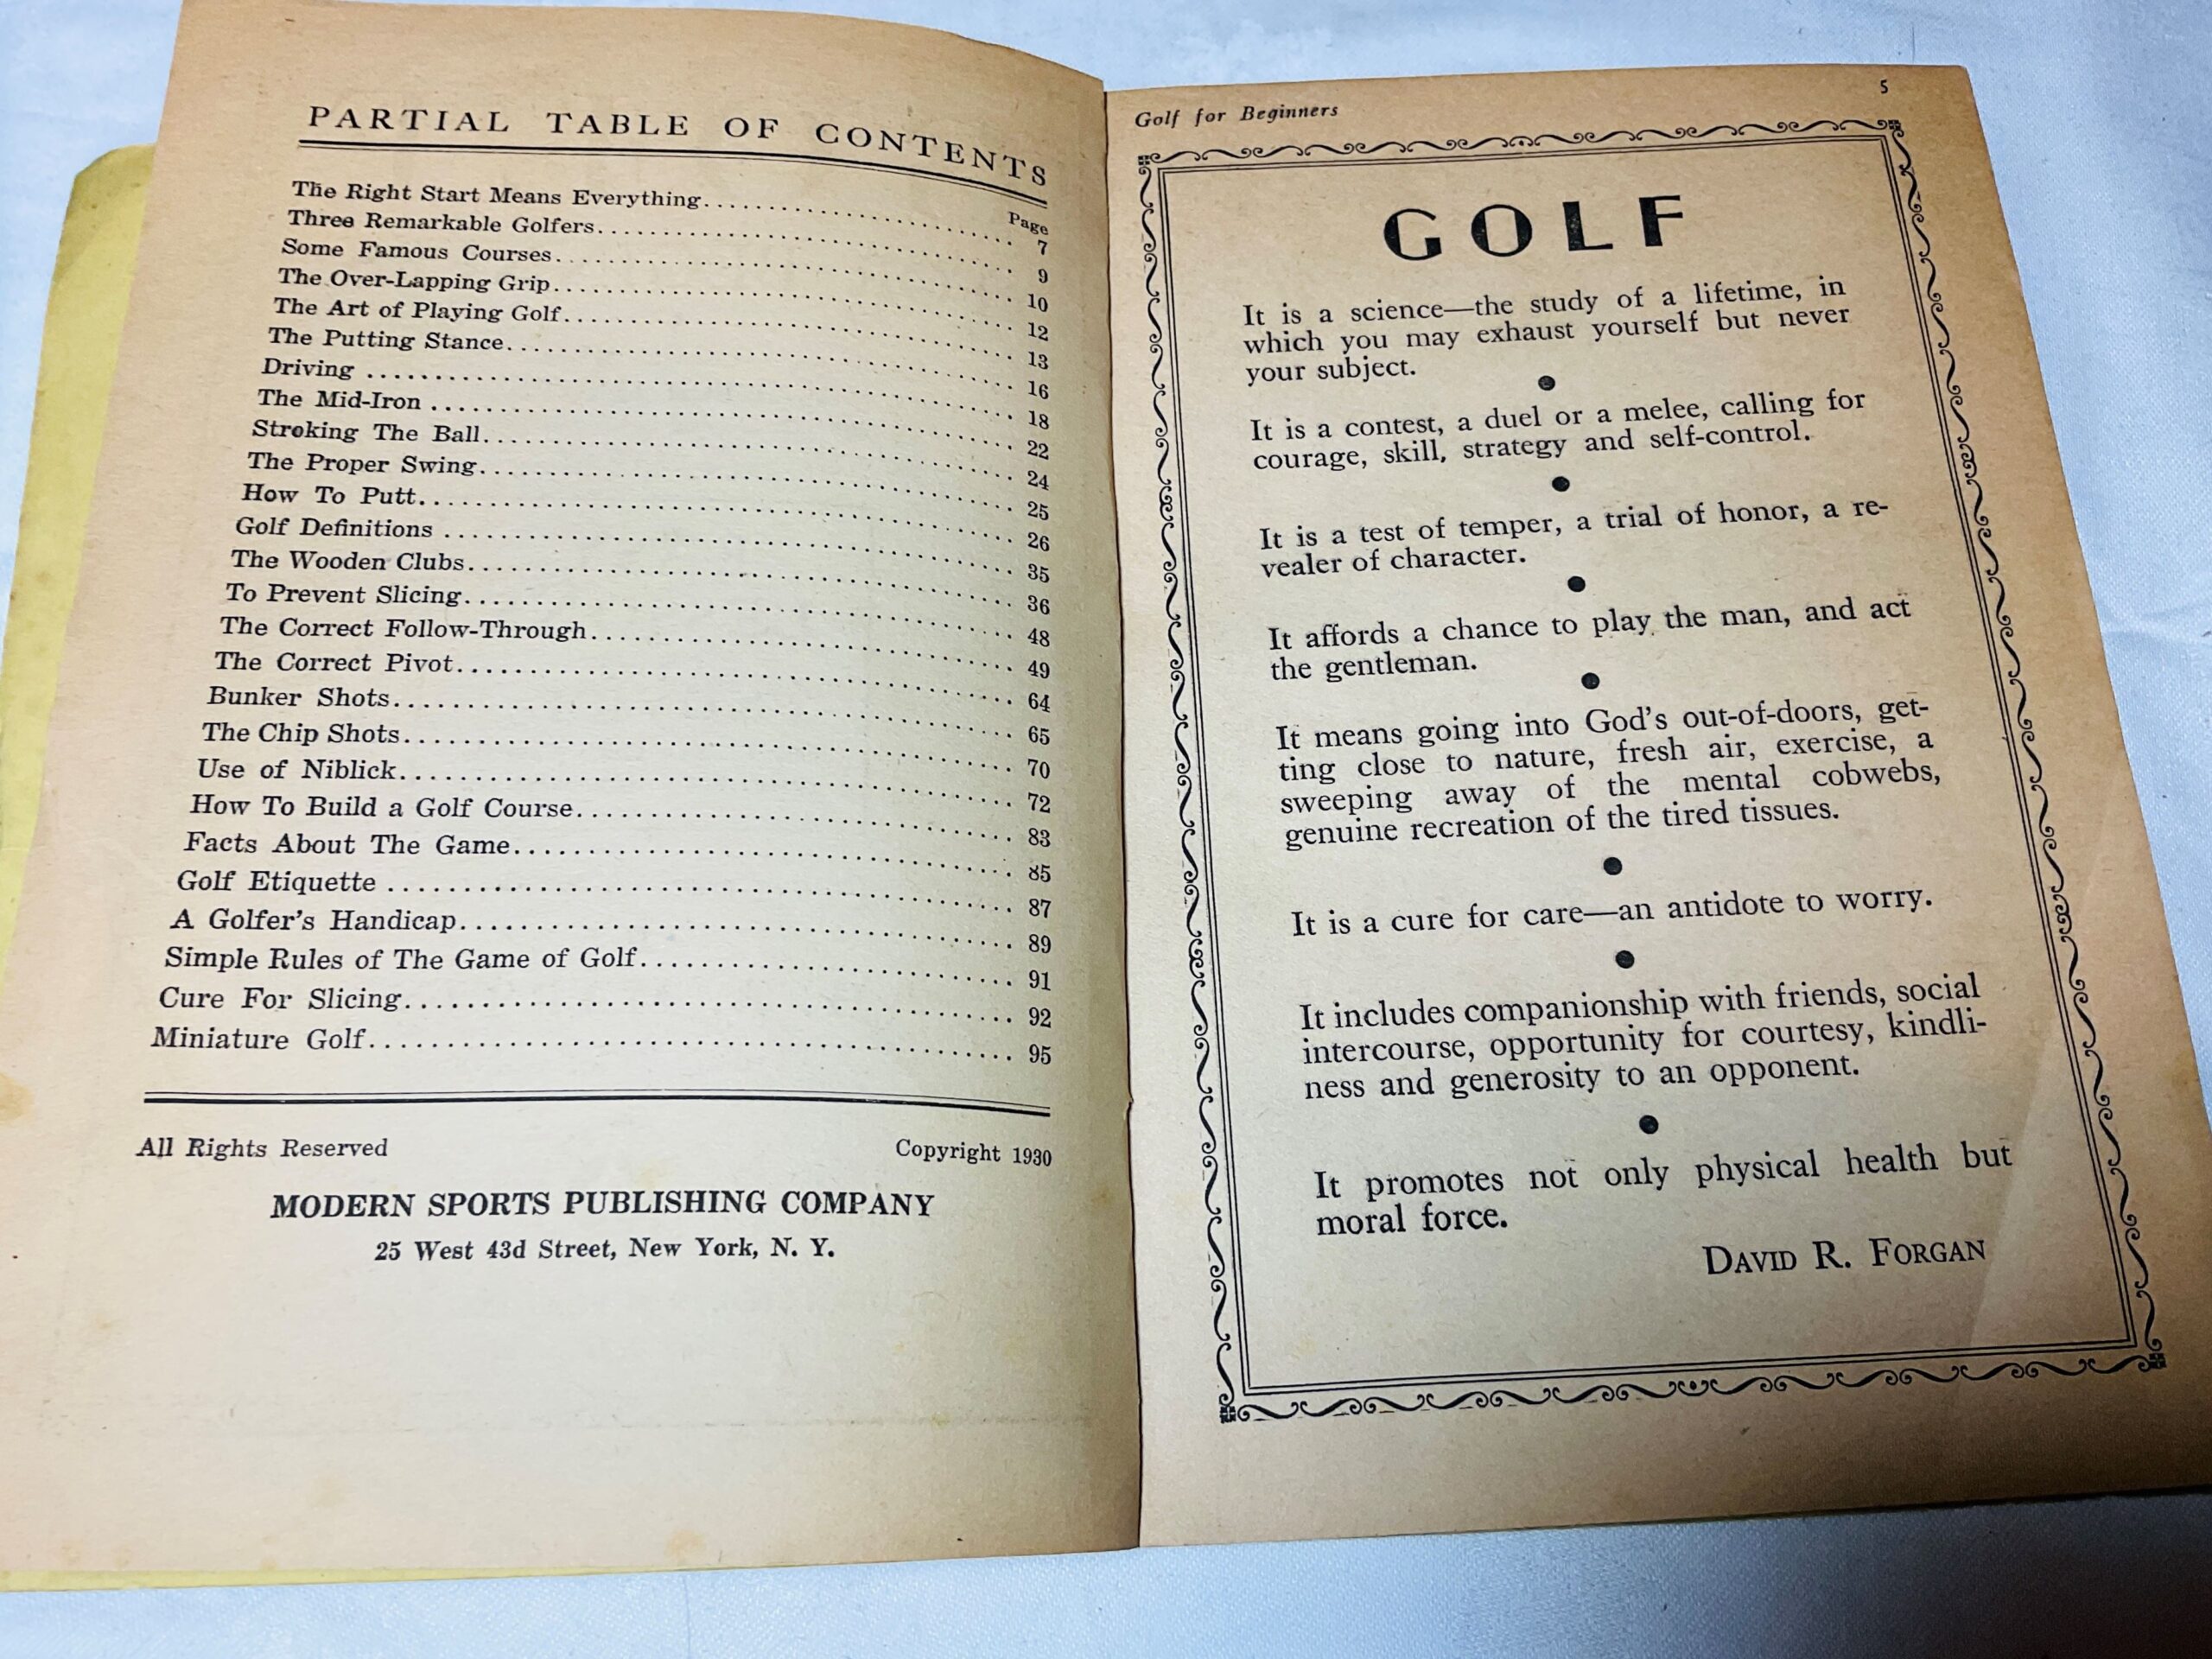 PARTIAL TABLE OF CONTENTS
Page
The Right Start Means Everything........................ 7
Three Remarkable Golfers........................ 9
Some Famous Courses........................ 10
The Over-Lapping Grip........................ 12
The Art of Playing Golf........................ 13
The Putting Stance........................ 16
Driving ........................ 18
The Mid-Iron ........................ 22
Stroking The Ball........................ 24
The Proper Swing........................ 25
How To Putt........................ 26
Golf Definitions ........................ 35
The Wooden Clubs........................ 36
To Prevent Slicing........................ 48
The Correct Follow-Through........................ 49
The Correct Pivot........................ 64
Bunker Shots........................ 65
The Chip Shots........................ 70
Use of Niblick........................ 72
How To Build a Golf Course........................ 83
Facts About The Game........................ 85
Golf Etiquette ........................ 87
A Golfer's Handicap........................ 89
Simple Rules of The Game of Golf........................ 91
Cure For Slicing........................ 92
Miniature Golf........................ 95
All Rights Reserved Copyright 1930
MODERN SPORTS PUBLISHING COMPANY
25 West 43d Street, New York, N. Y.
Golf for Beginners 5
GOLF
It is a science—the study of a lifetime, in
which you may exhaust yourself but never
your subject.
●
It is a contest, a duel or a melee, calling for
courage, skill, strategy and self-control.
●
It is a test of temper, a trial of honor, a re-
vealer of character.
●
It affords a chance to play the man, and act
the gentleman.
●
It means going into God's out-of-doors, get-
ting close to nature, fresh air, exercise, a
sweeping away of the mental cobwebs,
genuine recreation of the tired tissues.
●
It is a cure for care—an antidote to worry.
●
It includes companionship with friends, social
intercourse, opportunity for courtesy, kindli-
ness and generosity to an opponent.
●
It promotes not only physical health but
moral force.
DAVID R. FORGAN